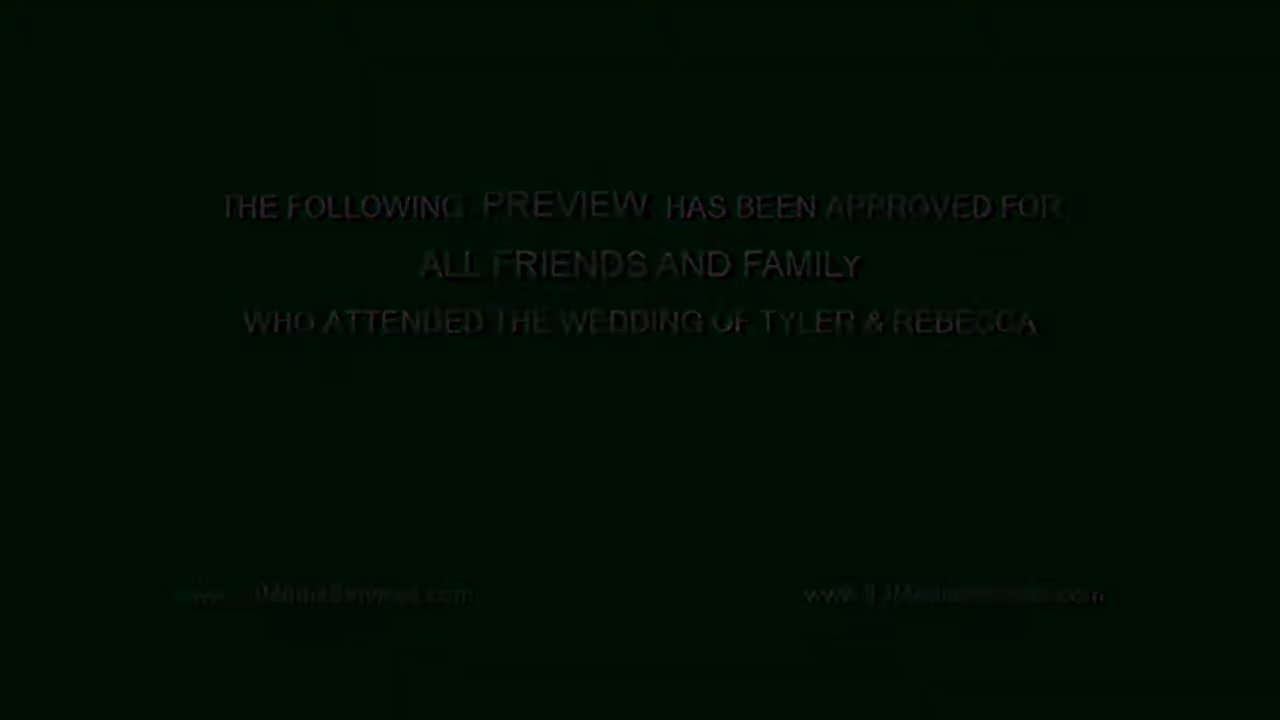 THE FOLLOWING PREVIEW HAS BEEN APPROVED FOR
ALL FRIENDS AND FAMILY
WHO ATTENDED THE WEDDING OF TYLER & REBECCA